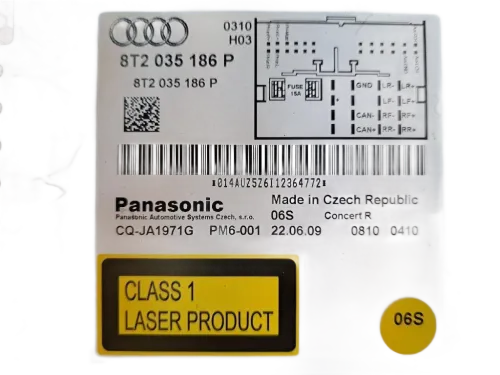 0310
H03
8T2 035 186 P
8T2 035 186 P
FUSE
15A
GND LR- LR+
LF- LF+
CAN- RF- RF+
CAN+ RR- RR+
*014AUZ5Z6I12364772*
Panasonic
Made in Czech Republic
Panasonic Automotive Systems Czech, s.r.o.
06S Concert R
CQ-JA1971G PM6-001 22.06.09 0810 0410
CLASS 1
LASER PRODUCT
06S